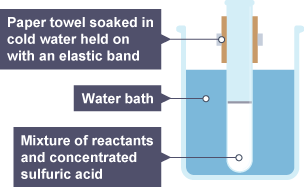 Paper towel soaked in
cold water held on
with an elastic band
Water bath
Mixture of reactants
and concentrated
sulfuric acid